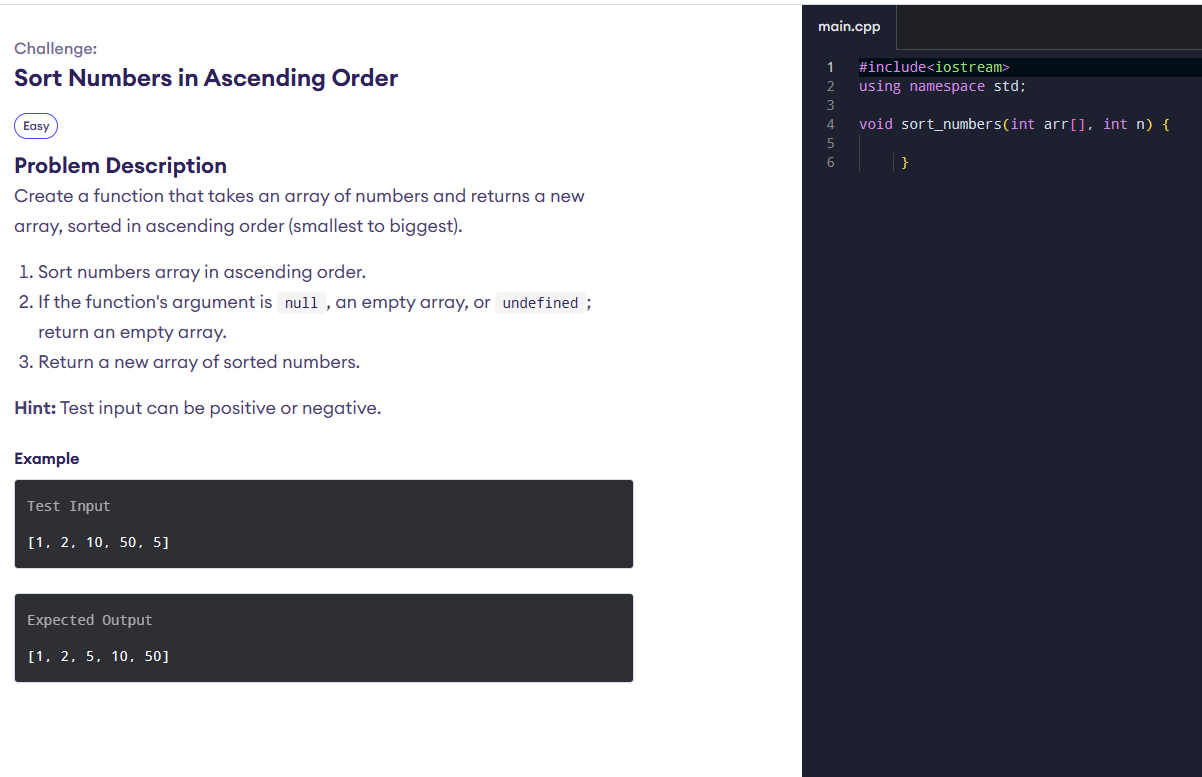 Challenge:
Sort Numbers in Ascending Order
Easy
Problem Description
Create a function that takes an array of numbers and returns a new
array, sorted in ascending order (smallest to biggest).
1. Sort numbers array in ascending order.
2. If the function's argument is null , an empty array, or undefined ;
return an empty array.
3. Return a new array of sorted numbers.
Hint: Test input can be positive or negative.
Example
Test Input
[1, 2, 10, 50, 5]
Expected Output
[1, 2, 5, 10, 50]
main.cpp
1 #include<iostream>
2 using namespace std;
3
4 void sort_numbers(int arr[], int n) {
5
6 }